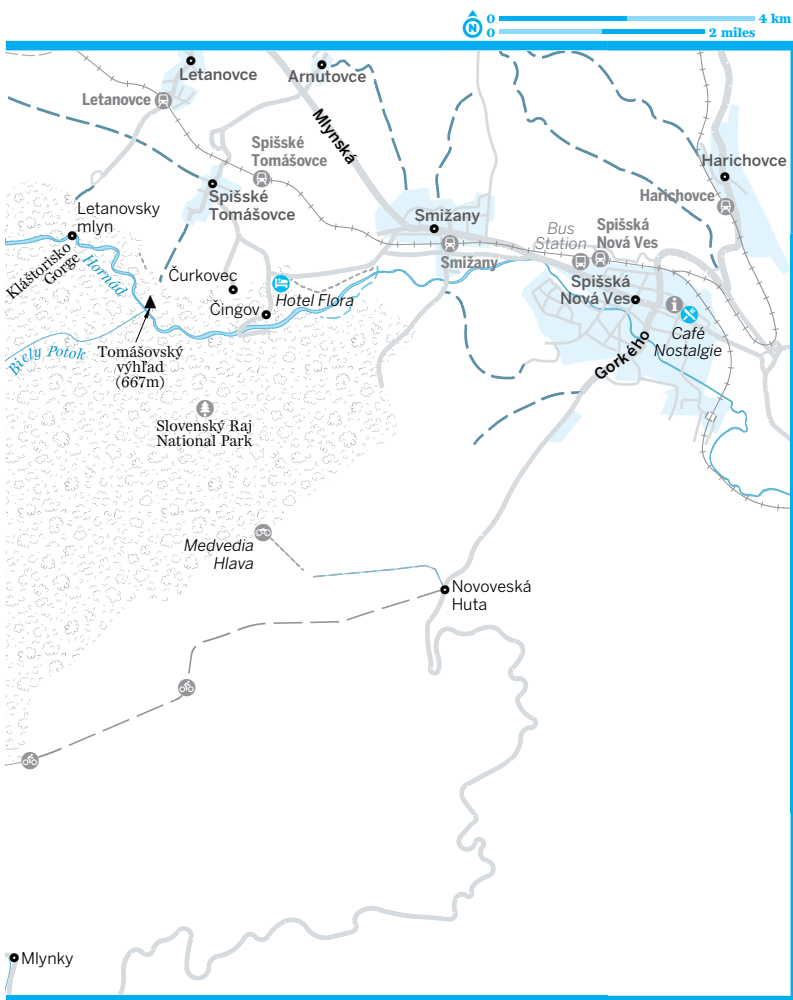 0
4 km
N
0
2 miles
Letanovce
Arnutovce
Letanovce
Mlynská
Spišské
Tomášovce
Harichovce
Spišské
Tomášovce
Harichovce
Letanovsky
mlyn
Smižany
Bus
Station
Spišská
Nová Ves
Smižany
Kláštorisko
Gorge
Hornád
Čurkovec
Spišská
Nová Ves
Hotel Flora
Čingov
i
Café
Nostalgie
Gorkého
Biely Potok
Tomášovský
výhľad
(667m)
Slovenský Raj
National Park
Medvedia
Hlava
Novoveská
Huta
Mlynky